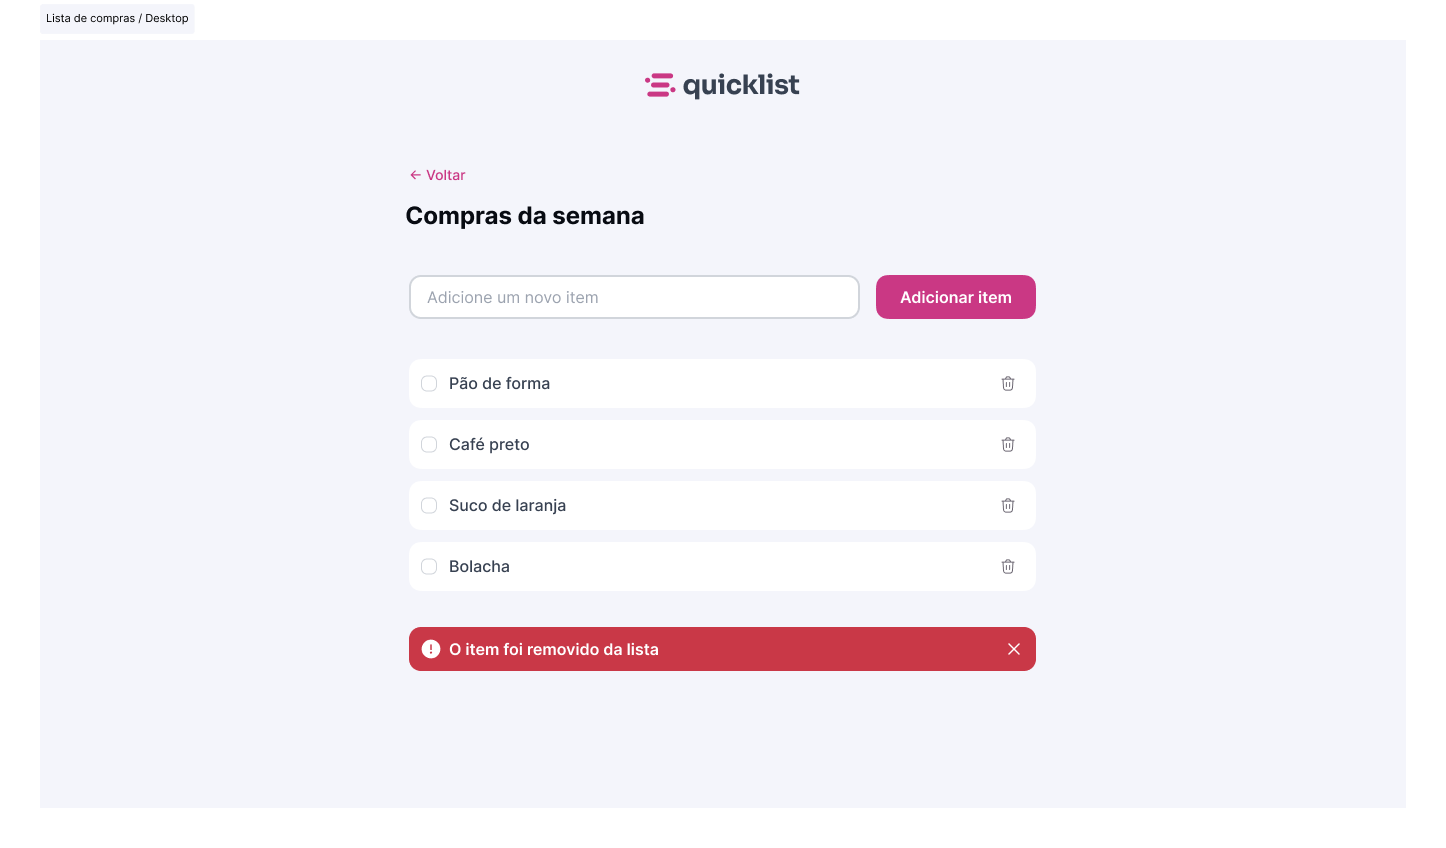 Lista de compras / Desktop
quicklist
← Voltar
Compras da semana
Adicione um novo item
Adicionar item
Pão de forma
Café preto
Suco de laranja
Bolacha
O item foi removido da lista